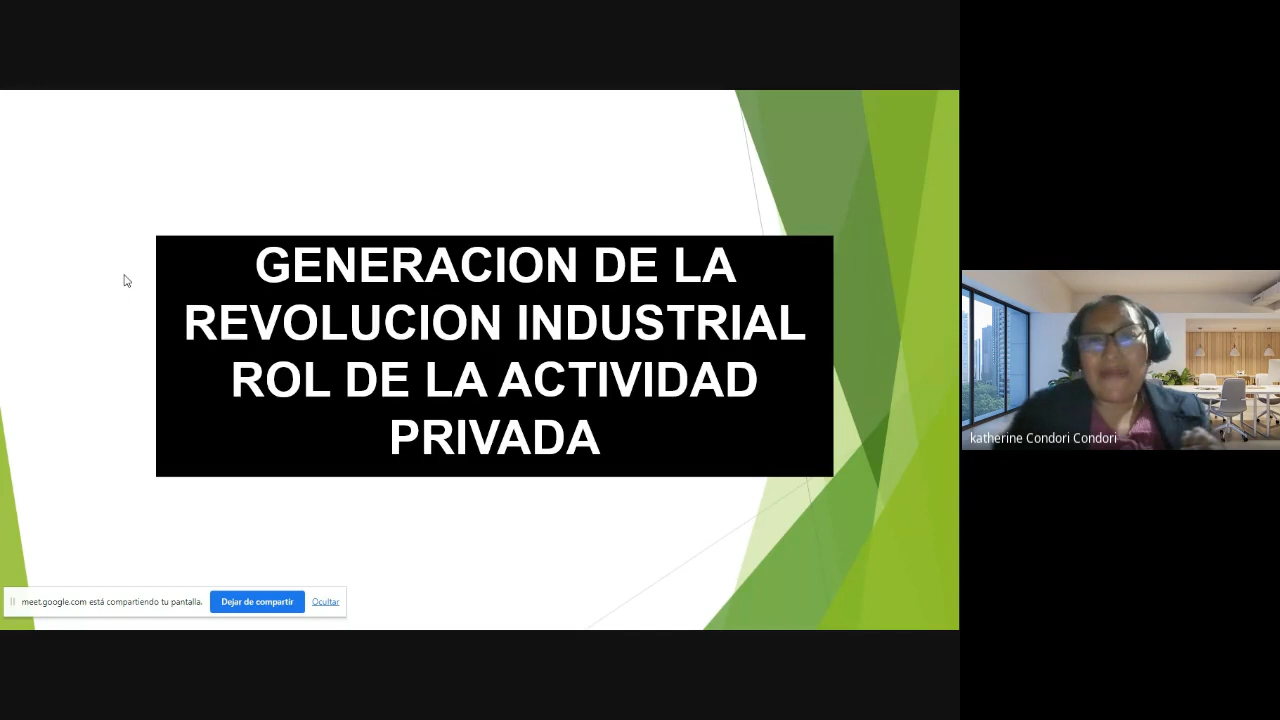 GENERACION DE LA
REVOLUCION INDUSTRIAL
ROL DE LA ACTIVIDAD
PRIVADA
katherine Condori Condori
meet.google.com está compartiendo tu pantalla.
Dejar de compartir
Ocultar